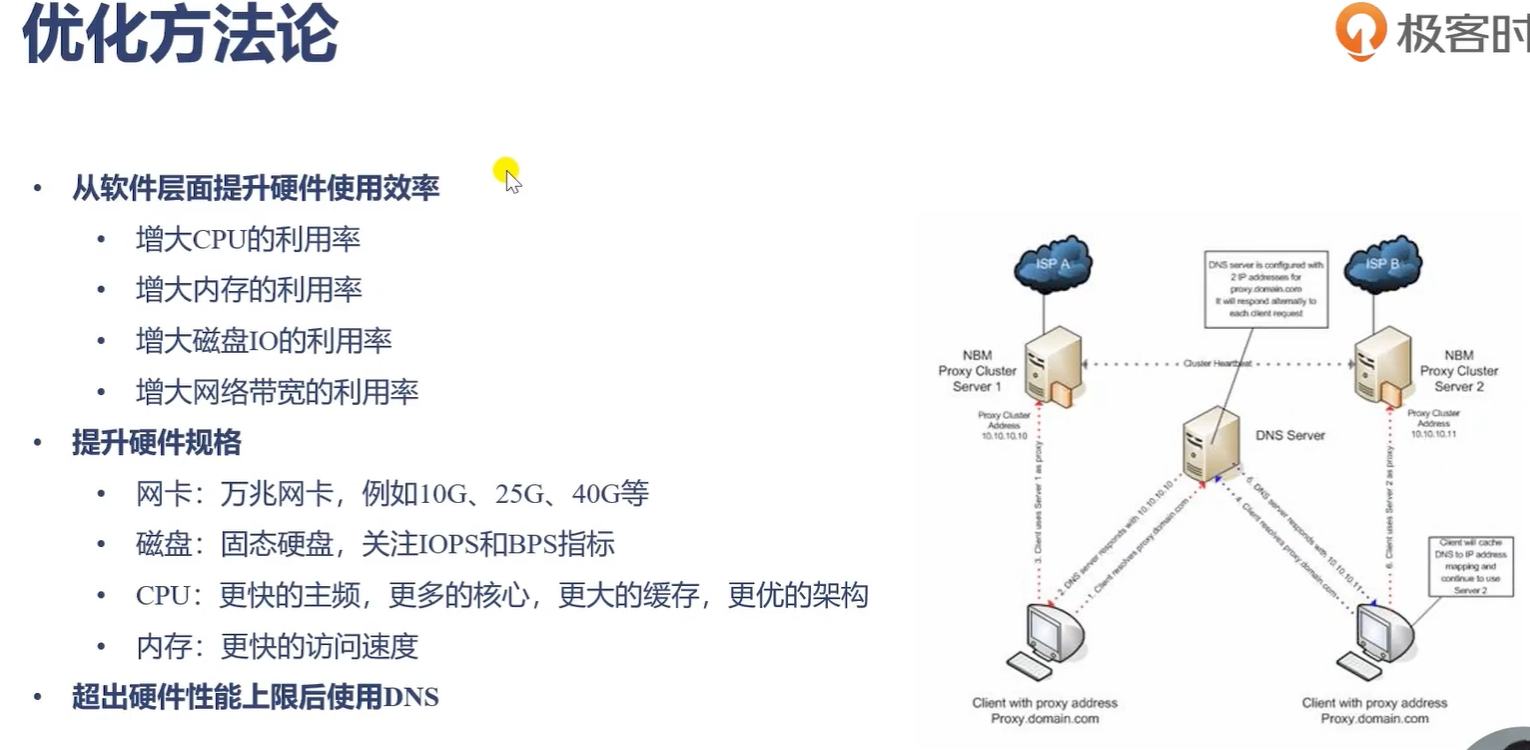 优化方法论
极客时
从软件层面提升硬件使用效率
增大CPU的利用率
增大内存的利用率
增大磁盘IO的利用率
增大网络带宽的利用率
提升硬件规格
网卡：万兆网卡，例如10G、25G、40G等
磁盘：固态硬盘，关注IOPS和BPS指标
CPU：更快的主频，更多的核心，更大的缓存，更优的架构
内存：更快的访问速度
超出硬件性能上限后使用DNS
ISP A
DNS server is configured with
2 IP addresses for
proxy.domain.com
It will respond alternatly to
each client request
ISP B
NBM
Proxy Cluster
Server 1
Cluster Heartbeat
NBM
Proxy Cluster
Server 2
Proxy Cluster
Address
10.10.10.10
Proxy Cluster
Address
10.10.10.11
DNS Server
3. Client uses Server 1 as proxy
2. DNS server responds with 10.10.10.10
1. Client resolves proxy.domain.com
5. DNS server responds with 10.10.10.11
4. Client resolves proxy.domain.com
6. Client uses Server 2 as proxy
Client will cache
DNS to IP address
mapping and
continue to use
Server 2
Client with proxy address
Proxy.domain.com
Client with proxy address
Proxy.domain.com